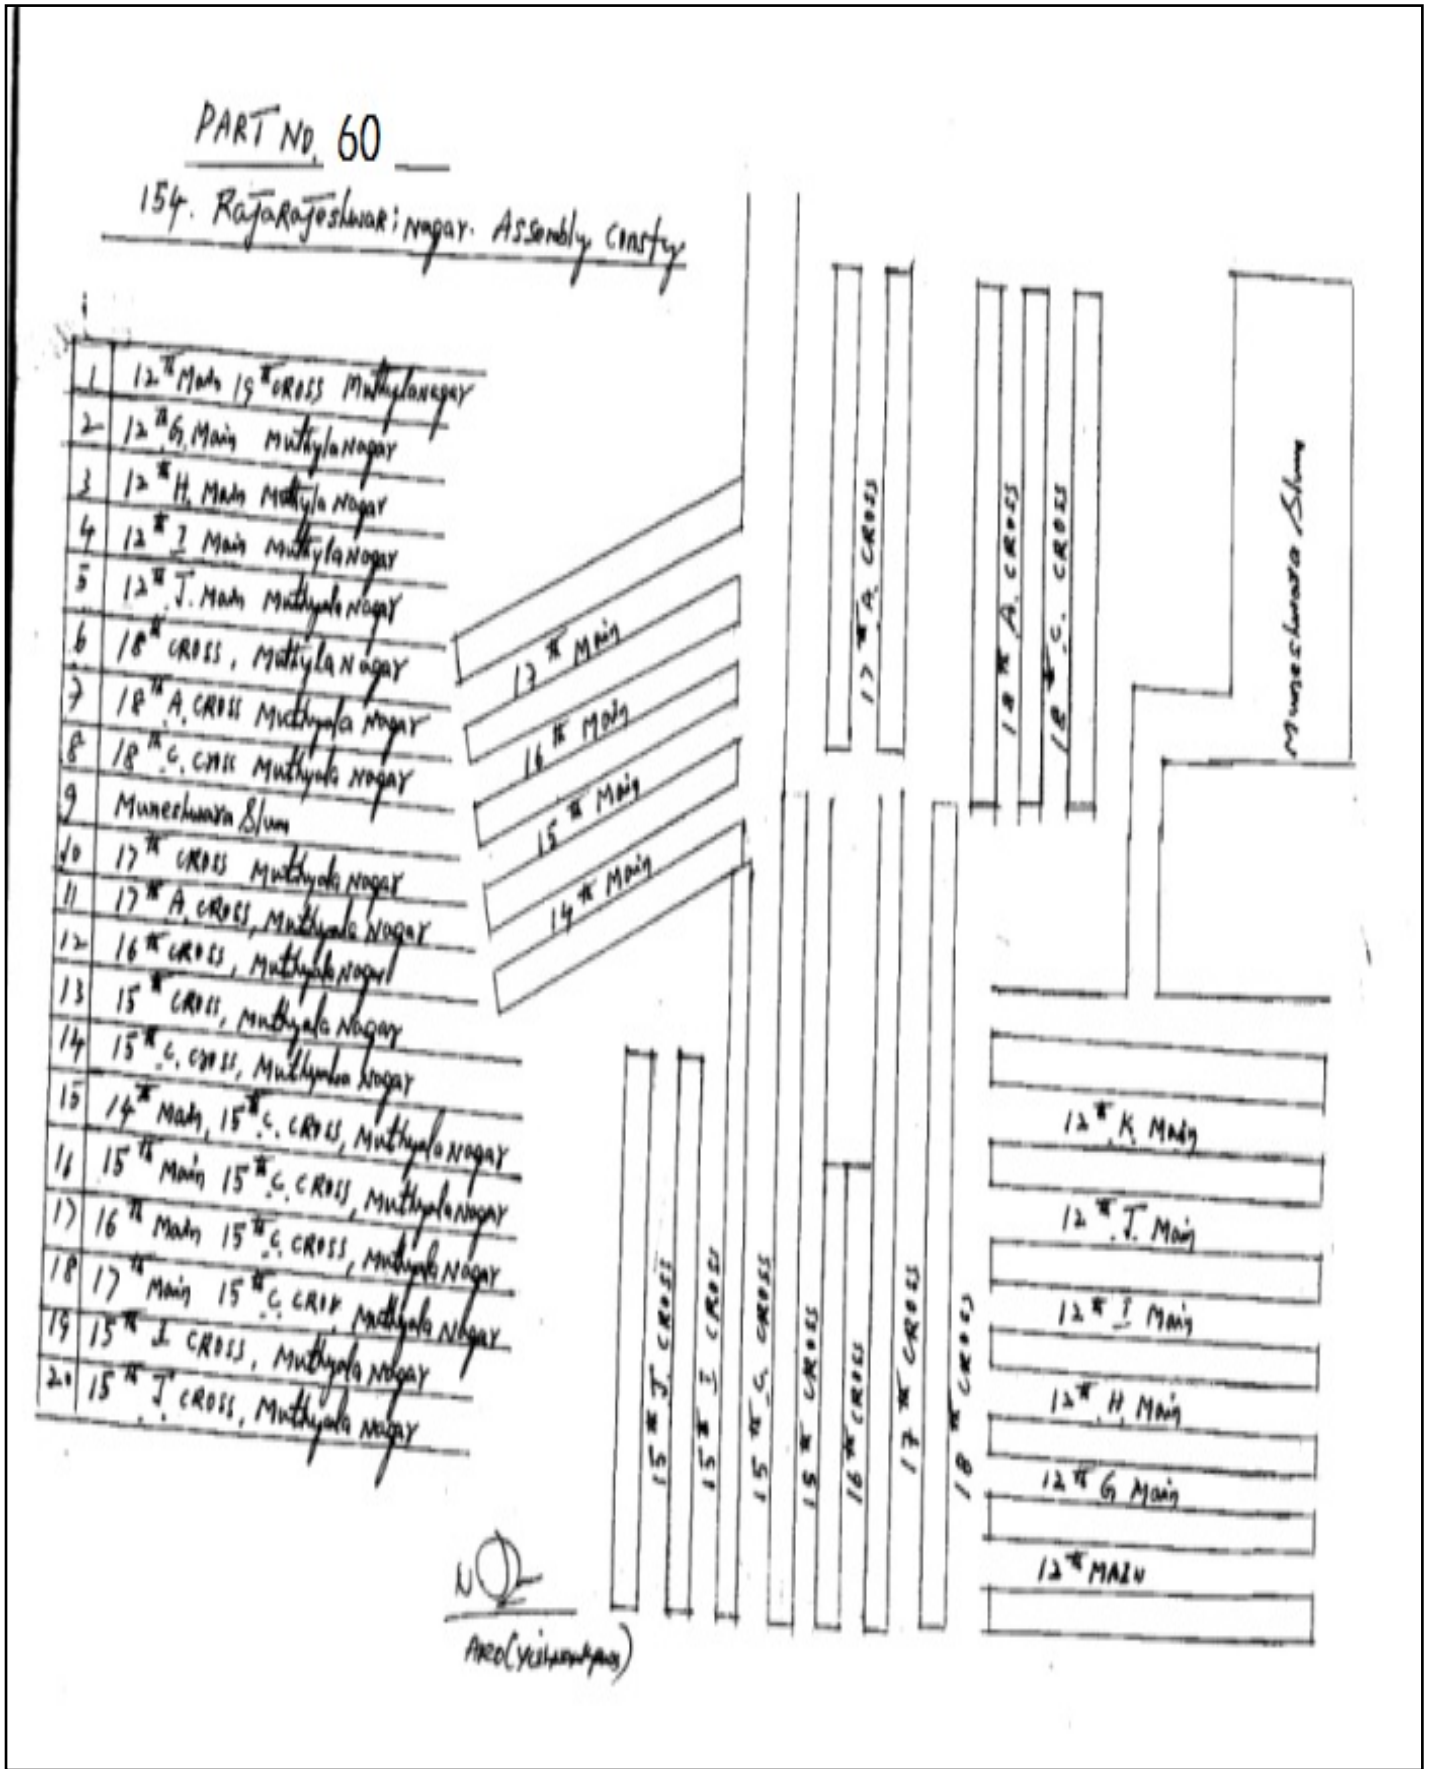 PART NO. 60
154. RajaRajeshwari Nagar. Assembly Consty
1 12th Main 19th CROSS Muthylanagar
2 12th G. Main Muthyla Nagar
3 12th H. Main Muthyla Nagar
4 12th I Main Muthyla Nagar
5 12th J. Main Muthyala Nagar
6 18th CROSS, Muthyla Nagar
7 18th A. CROSS Muthyala Nagar
8 18th C. CROSS Muthyala Nagar
9 Muneshwara Slum
10 17th CROSS Muthyala Nagar
11 17th A. CROSS, Muthyala Nagar
12 16th CROSS, Muthyala Nagar
13 15th CROSS, Muthyala Nagar
14 15th C. CROSS, Muthyala Nagar
15 14th Main, 15th C. CROSS, Muthyala Nagar
16 15th Main 15th C. CROSS, Muthyala Nagar
17 16th Main 15th C. CROSS, Muthyala Nagar
18 17th Main 15th C. CROSS, Muthyala Nagar
19 15th I CROSS, Muthyala Nagar
20 15th J CROSS, Muthyala Nagar
17th Main
16th Main
15th Main
14th Main
17th A. CROSS
18th A. CROSS
18th C. CROSS
Muneshwara Slum
15th J CROSS
15th I CROSS
15th C. CROSS
15th CROSS
16th CROSS
17th CROSS
18th CROSS
12th K. Main
12th J. Main
12th I Main
12th H. Main
12th G Main
12th MAIN
ARO